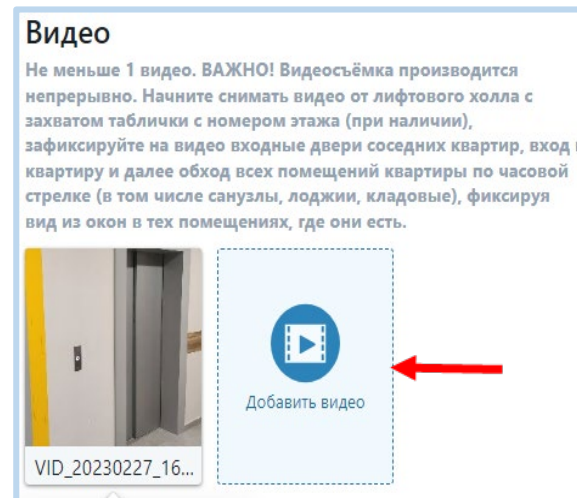 Видео
Не меньше 1 видео. ВАЖНО! Видеосъёмка производится
непрерывно. Начните снимать видео от лифтового холла с
захватом таблички с номером этажа (при наличии),
зафиксируйте на видео входные двери соседних квартир, вход
квартиру и далее обход всех помещений квартиры по часовой
стрелке (в том числе санузлы, лоджии, кладовые), фиксируя
вид из окон в тех помещениях, где они есть.
Добавить видео
VID_20230227_16...